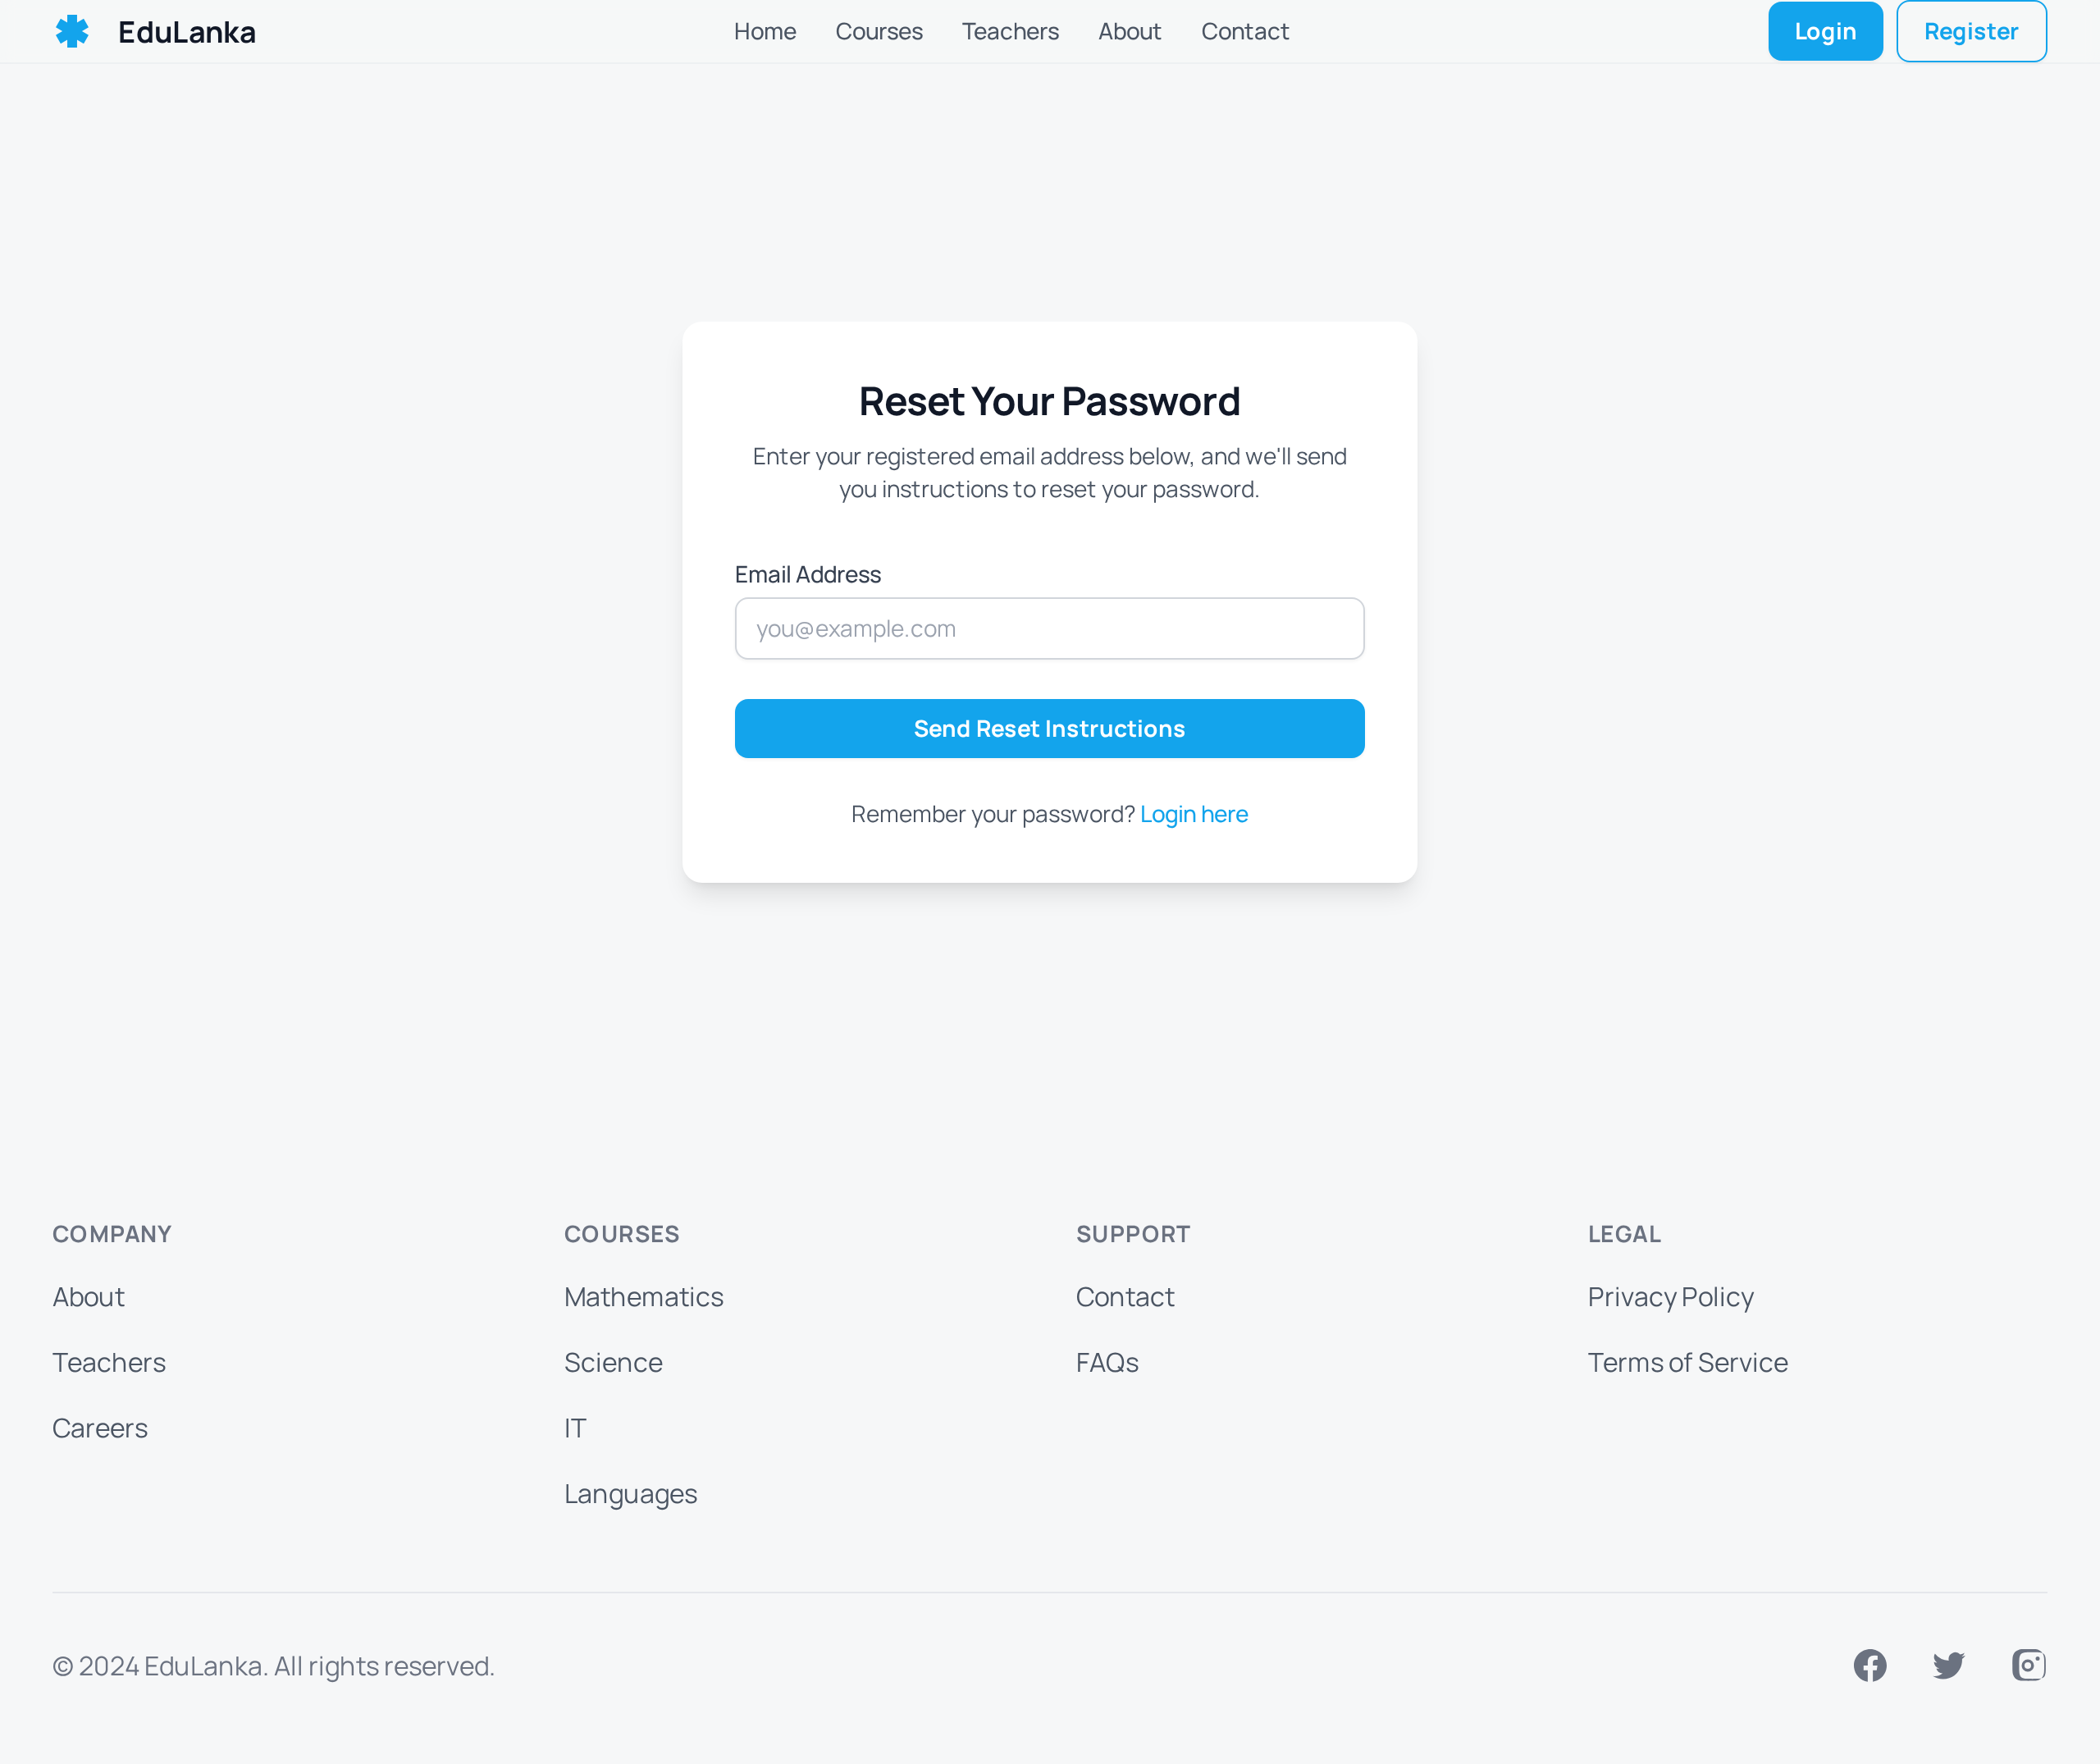 EduLanka
Home Courses Teachers About Contact
Login Register
Reset Your Password
Enter your registered email address below, and we'll send
you instructions to reset your password.
Email Address
you@example.com
Send Reset Instructions
Remember your password? Login here
COMPANY
About
Teachers
Careers
COURSES
Mathematics
Science
IT
Languages
SUPPORT
Contact
FAQs
LEGAL
Privacy Policy
Terms of Service
© 2024 EduLanka. All rights reserved.